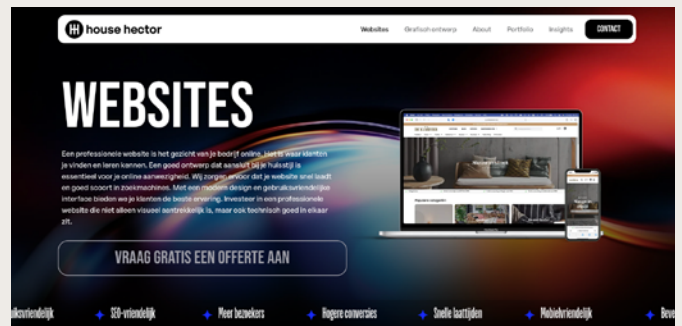 house hector
Websites
Grafisch ontwerp
About
Portfolio
Insights
CONTACT
WEBSITES
Een professionele website is het gezicht van je bedrijf online. Het is waar klanten
je vinden en leren kennen. Een goed ontwerp dat aansluit bij je huisstijl is
essentieel voor je online aanwezigheid. Wij zorgen ervoor dat je website snel laadt
en goed scoort in zoekmachines. Met een modern design en gebruiksvriendelijke
interface bieden we je klanten de beste ervaring. Investeer in een professionele
website die niet alleen visueel aantrekkelijk is, maar ook technisch goed in elkaar
zit.
VRAAG GRATIS EEN OFFERTE AAN
uiksvriendelijk
SEO-vriendelijk
Meer bezoekers
Hogere conversies
Snelle laattijden
Mobielvriendelijk
Beve